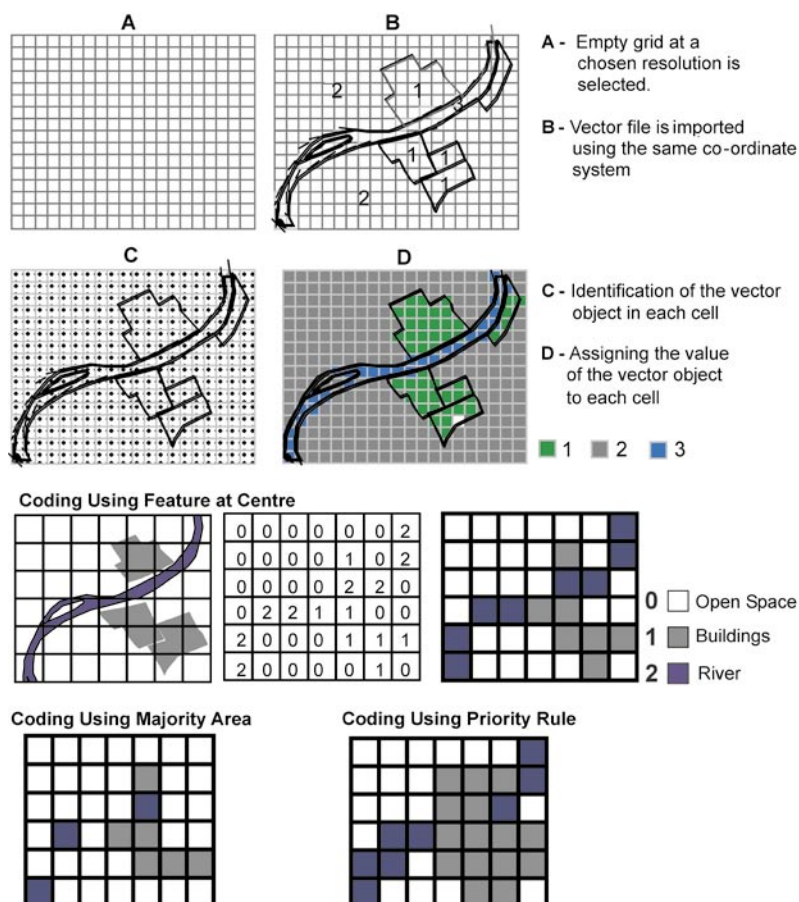 A
B
A - Empty grid at a
chosen resolution is
selected.
2
1
3
B - Vector file is imported
using the same co-ordinate
system
1
1
2
1
C
D
C - Identification of the vector
object in each cell
D - Assigning the value
of the vector object
to each cell
1 2 3
Coding Using Feature at Centre
0 0 0 0 0 0 2
0 0 0 0 1 0 2
0 0 0 0 2 2 0
0 2 2 1 1 0 0
2 0 0 0 1 1 1
2 0 0 0 0 1 0
0 Open Space
1 Buildings
2 River
Coding Using Majority Area
Coding Using Priority Rule